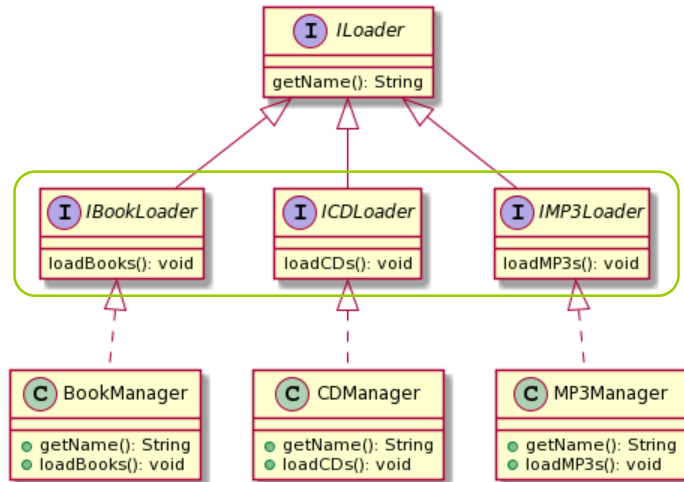 I ILoader
getName(): String
I IBookLoader
loadBooks(): void
I ICDLoader
loadCDs(): void
I IMP3Loader
loadMP3s(): void
C BookManager
getName(): String
loadBooks(): void
C CDManager
getName(): String
loadCDs(): void
C MP3Manager
getName(): String
loadMP3s(): void